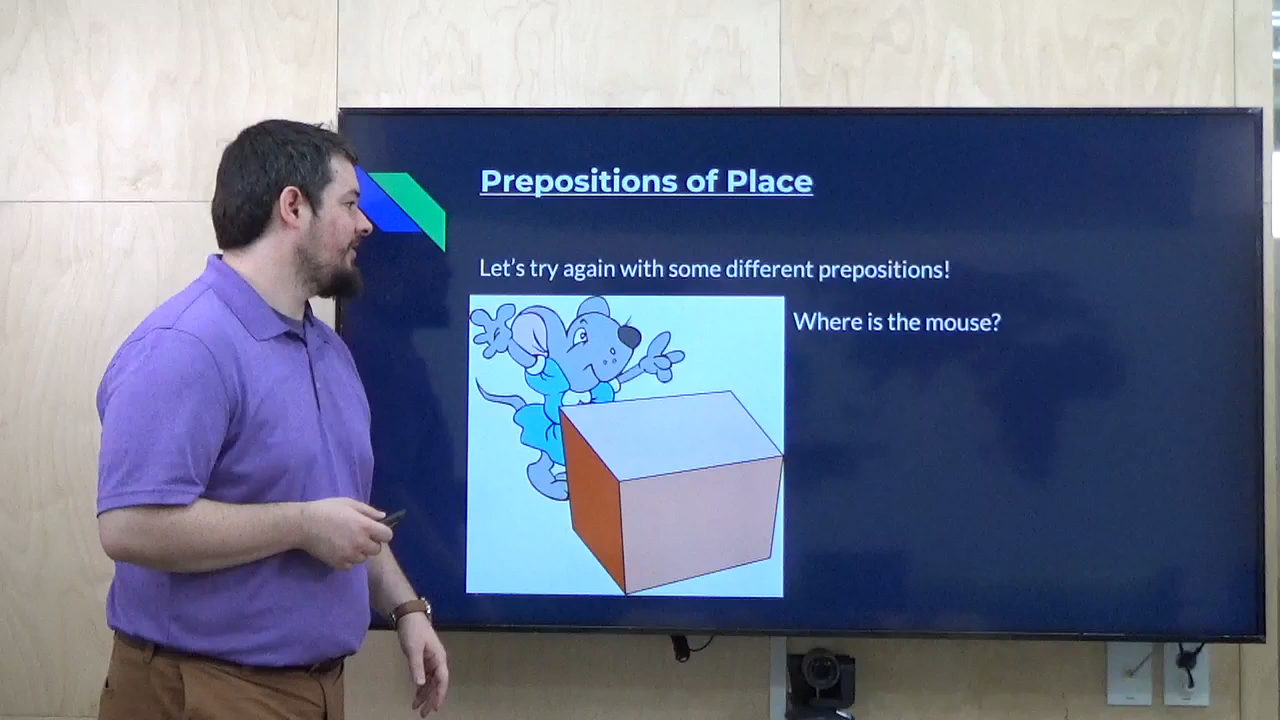 Prepositions of Place
Let's try again with some different prepositions!
Where is the mouse?